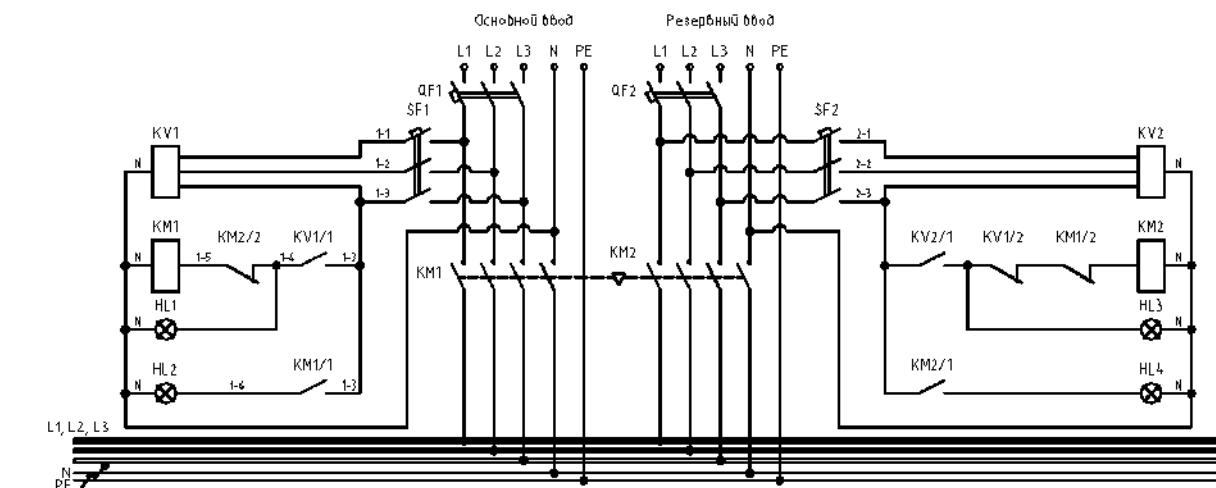 Основной ввод Резервный ввод
L1 L2 L3 N PE L1 L2 L3 N PE
QF1 QF2
SF1 SF2
KV1 1-1 2-1 KV2
N 1-2 2-2 N
1-3 2-3
KM1 KM2/2 KV1/1 KV2/1 KV1/2 KM1/2 KM2
N 1-5 1-4 1-3 KM1 KM2 N
HL1 HL3
N N
HL2 KM1/1 KM2/1 HL4
N 1-6 1-3 N
L1, L2, L3
N
PE